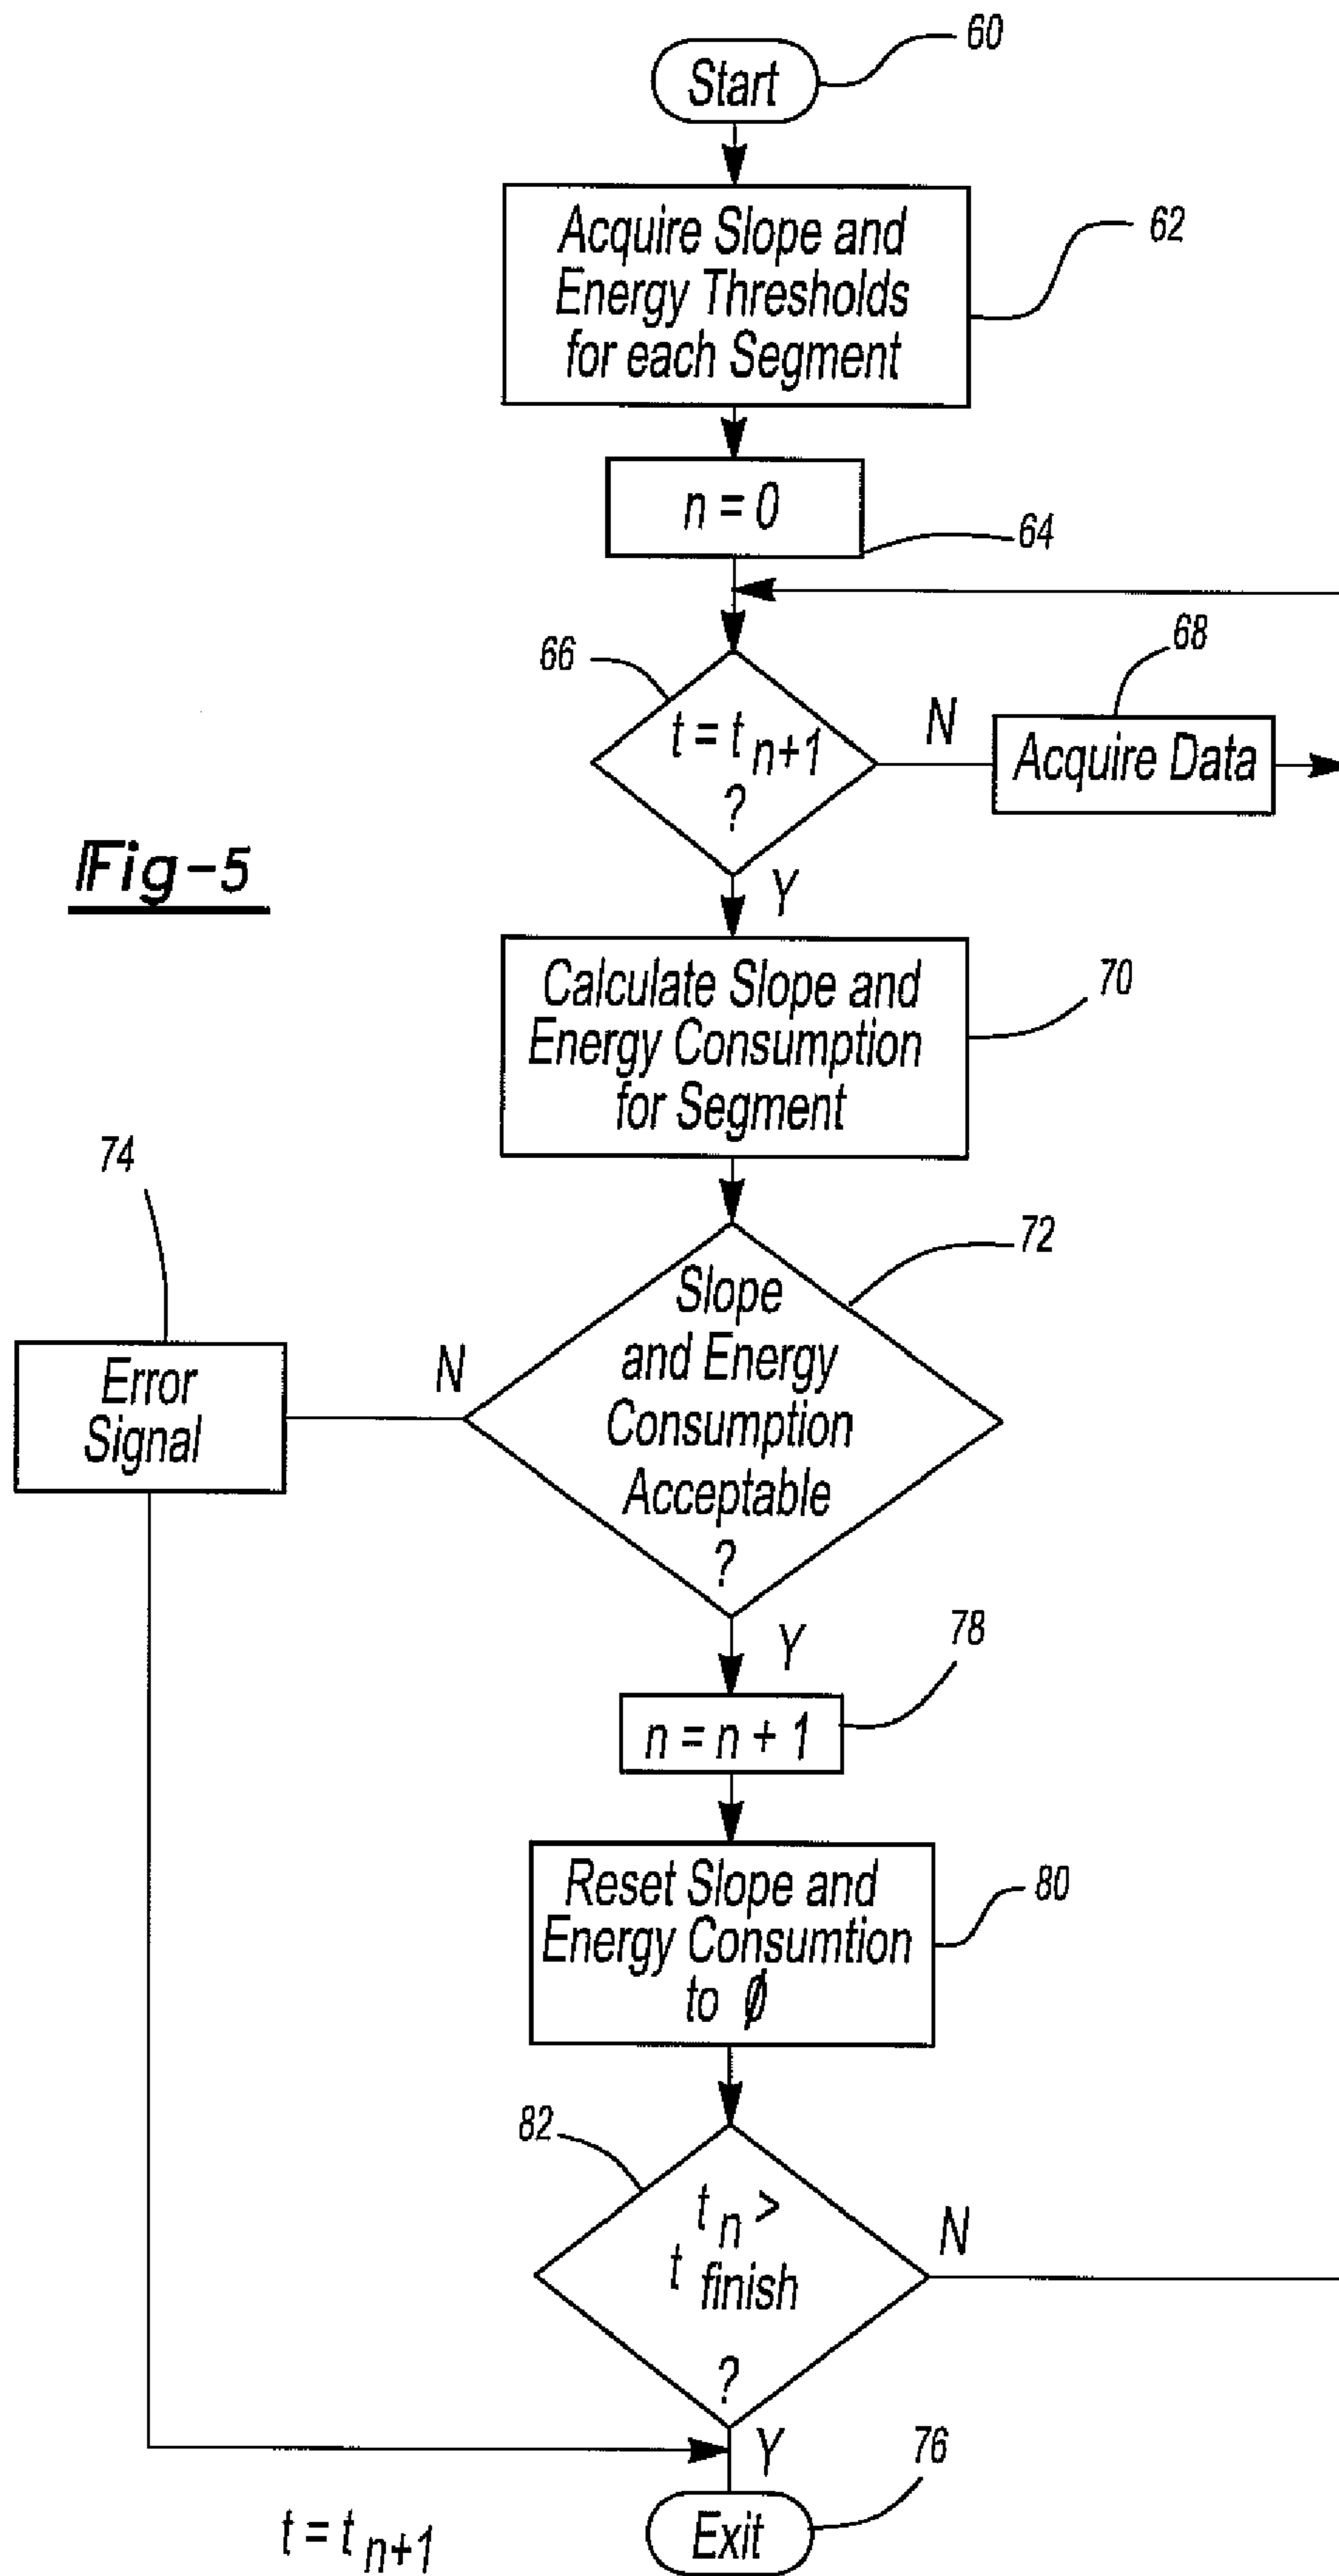 60
Start
Acquire Slope and
Energy Thresholds
for each Segment
62
n = 0
64
66
t = t n+1
?
N
68
Acquire Data
Fig-5
Y
Calculate Slope and
Energy Consumption
for Segment
70
74
72
Slope
and Energy
Consumption
Acceptable
?
N
Error
Signal
Y
78
n = n + 1
Reset Slope and
Energy Consumtion
to ∅
80
82
t n >
t finish
?
N
Y
76
Exit
t = t n+1